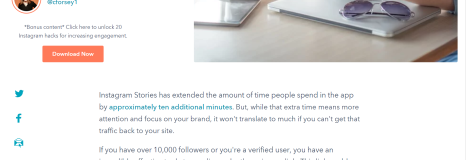 @cforsey1
*Bonus content* Click here to unlock 20
Instagram hacks for increasing engagement.
Download Now
Instagram Stories has extended the amount of time people spend in the app
by approximately ten additional minutes. But, while that extra time means more
attention and focus on your brand, it won't translate to much if you can't get that
traffic back to your site.
If you have over 10,000 followers or you're a verified user, you have an